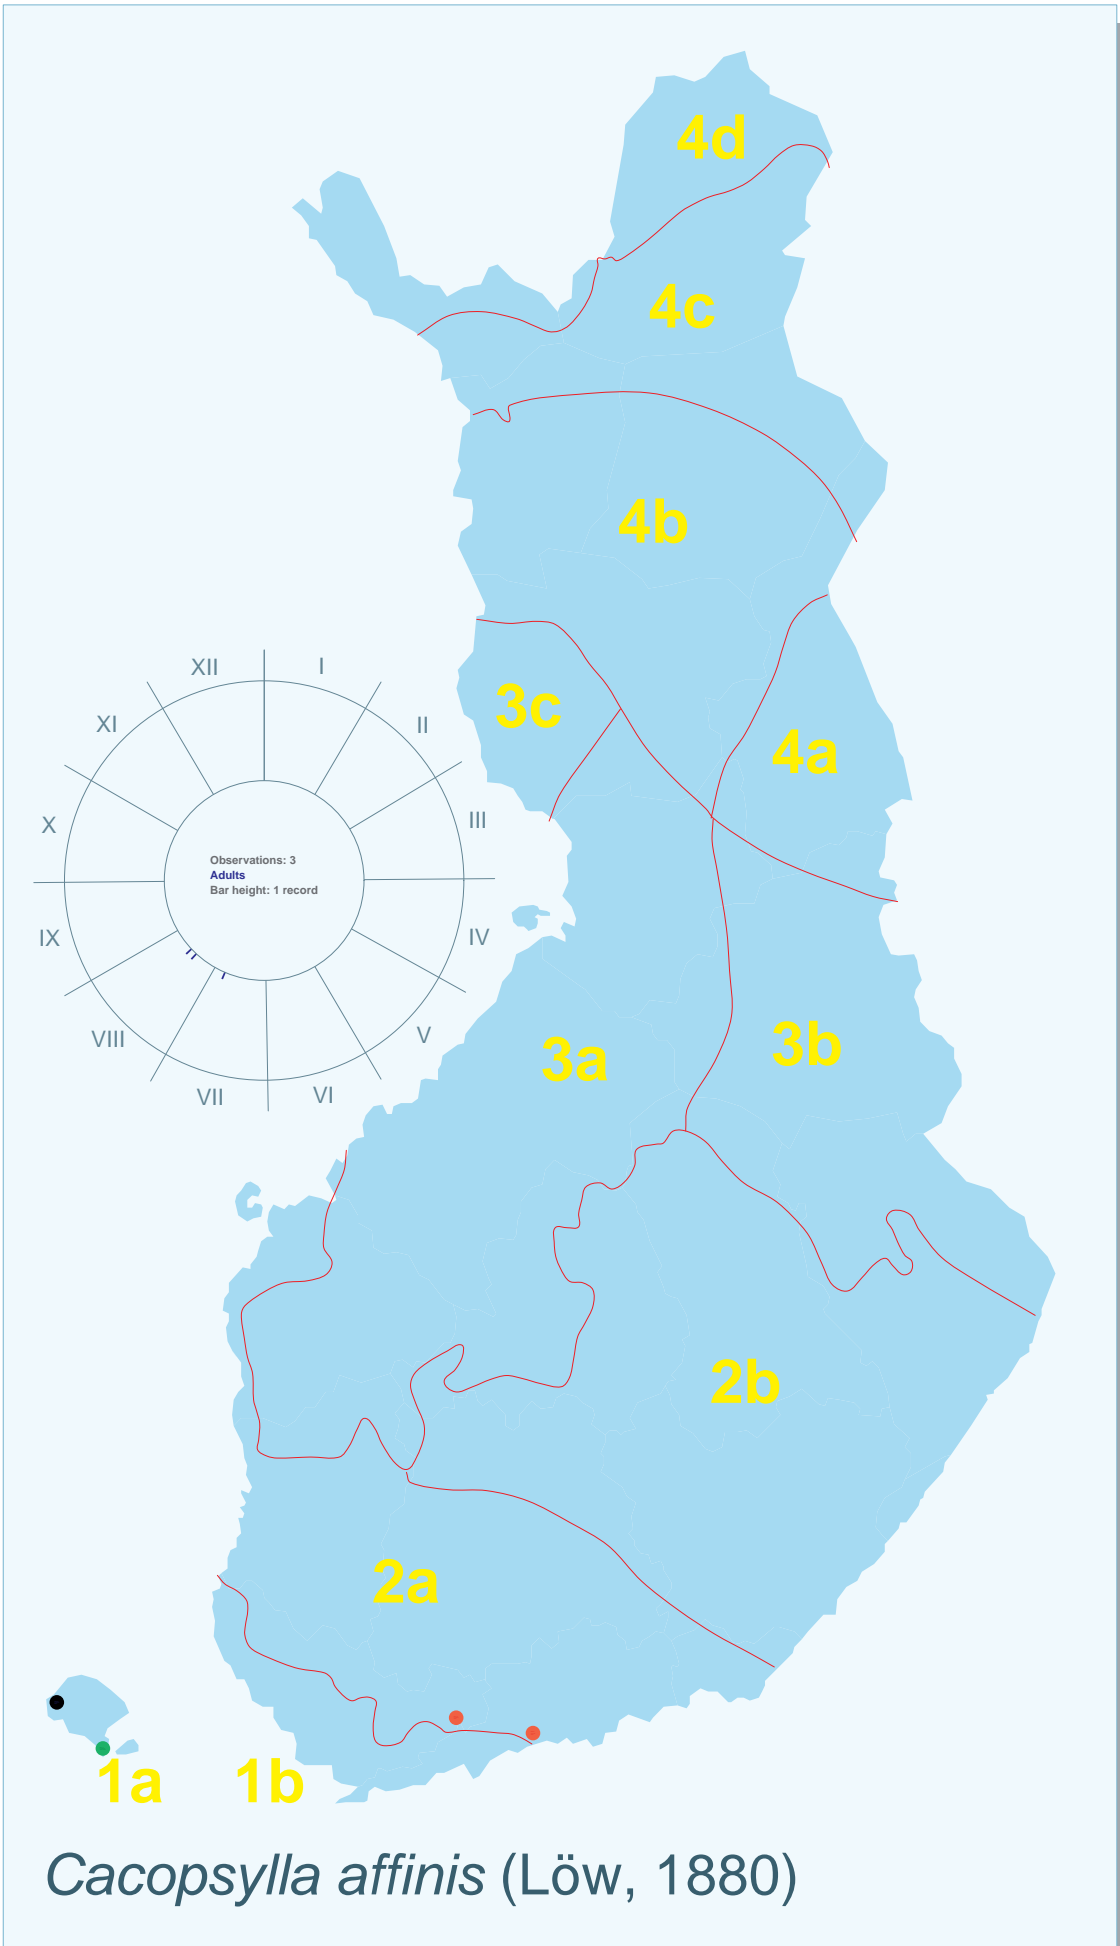 4d
4c
4b
XII
I
XI
II
3c
4a
X
III
Observations: 3
Adults
Bar height: 1 record
IX
IV
VIII
V
VII
VI
3a
3b
2b
2a
1a
1b
Cacopsylla affinis (Löw, 1880)